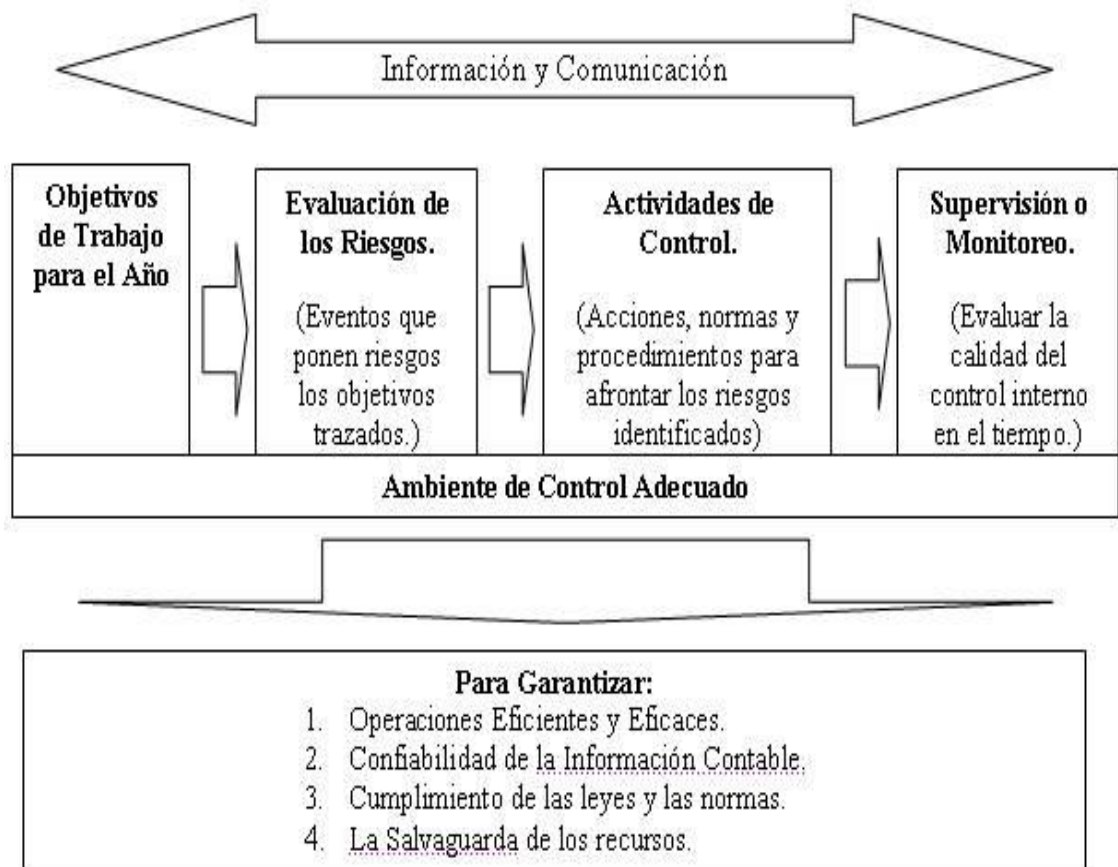 Información y Comunicación
Objetivos
de Trabajo
para el Año
Evaluación de
los Riesgos.
(Eventos que
ponen riesgos
los objetivos
trazados.)
Actividades de
Control.
(Acciones, normas y
procedimientos para
afrontar los riesgos
identificados)
Supervisión o
Monitoreo.
(Evaluar la
calidad del
control interno
en el tiempo.)
Ambiente de Control Adecuado
Para Garantizar:
1. Operaciones Eficientes y Eficaces.
2. Confiabilidad de la Información Contable.
3. Cumplimiento de las leyes y las normas.
4. La Salvaguarda de los recursos.